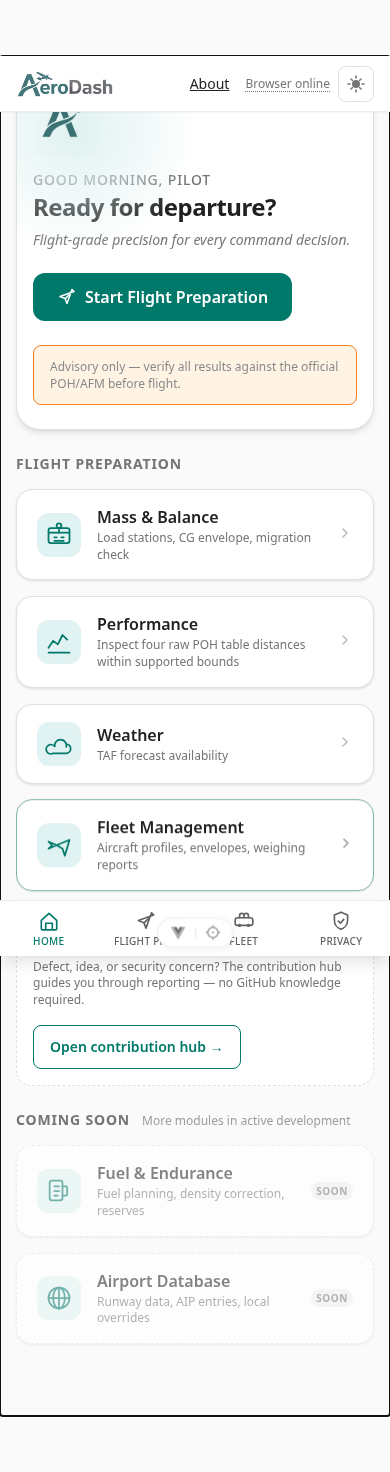 AeroDash
About
Browser online
GOOD MORNING, PILOT
Ready for departure?
Flight-grade precision for every command decision.
Start Flight Preparation
Advisory only — verify all results against the official
POH/AFM before flight.
FLIGHT PREPARATION
Mass & Balance
Load stations, CG envelope, migration
check
Performance
Inspect four raw POH table distances
within supported bounds
Weather
TAF forecast availability
Fleet Management
Aircraft profiles, envelopes, weighing
reports
HOME
FLIGHT
FLEET
PRIVACY
Defect, idea, or security concern? The contribution hub
guides you through reporting — no GitHub knowledge
required.
Open contribution hub →
COMING SOON
More modules in active development
Fuel & Endurance
Fuel planning, density correction,
reserves
SOON
Airport Database
Runway data, AIP entries, local
overrides
SOON